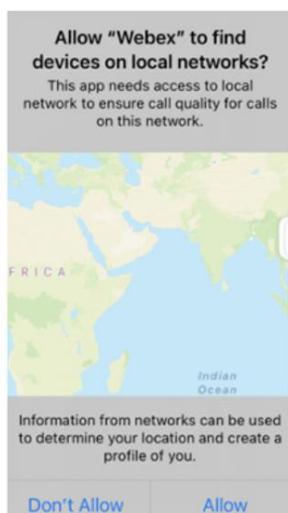 Allow “Webex” to find
devices on local networks?
This app needs access to local
network to ensure call quality for calls
on this network.
FRICA
Indian
Ocean
Information from networks can be used
to determine your location and create a
profile of you.
Don’t Allow
Allow